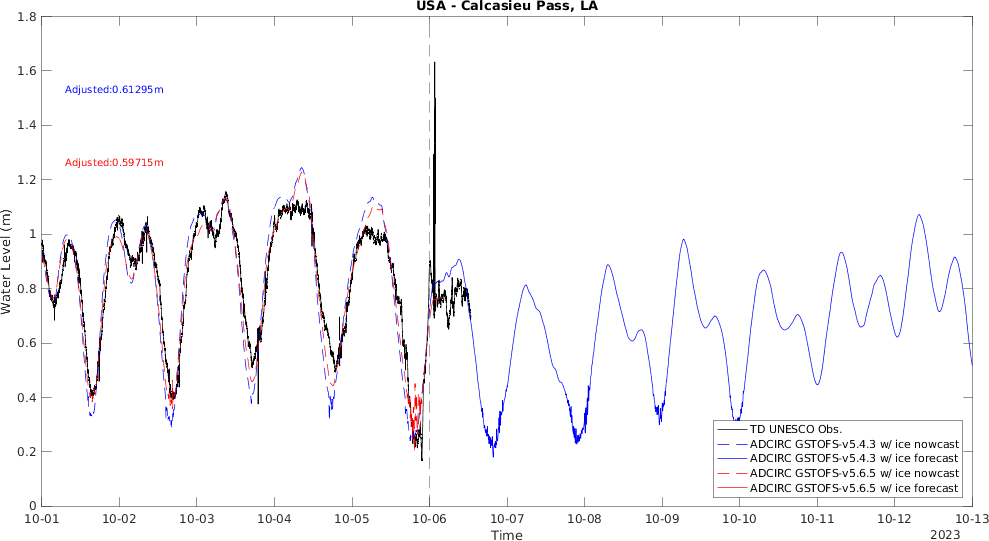 USA - Calcasieu Pass, LA
Adjusted:0.61295m
Adjusted:0.59715m
Water Level (m)
1.8
1.6
1.4
1.2
1
0.8
0.6
0.4
0.2
0
TD UNESCO Obs.
ADCIRC GSTOFS-v5.4.3 w/ ice nowcast
ADCIRC GSTOFS-v5.4.3 w/ ice forecast
ADCIRC GSTOFS-v5.6.5 w/ ice nowcast
ADCIRC GSTOFS-v5.6.5 w/ ice forecast
10-01 10-02 10-03 10-04 10-05 10-06 10-07 10-08 10-09 10-10 10-11 10-12 10-13
Time
2023